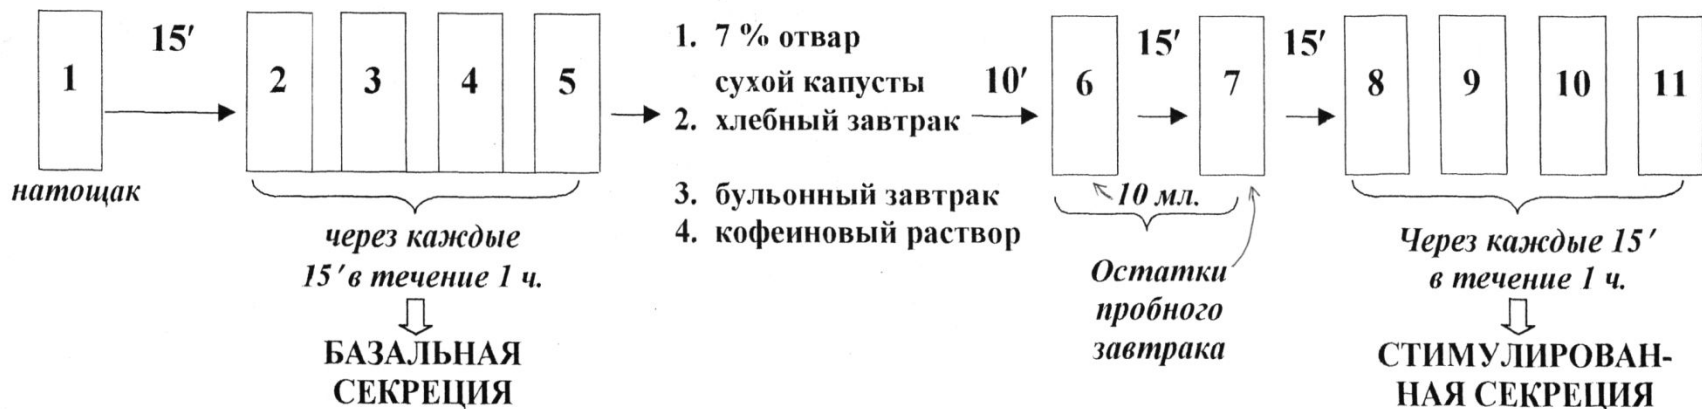 1
15′
2 3 4 5
натощак
через каждые
15′ в течение 1 ч.
БАЗАЛЬНАЯ
СЕКРЕЦИЯ
1. 7 % отвар
сухой капусты
2. хлебный завтрак
3. бульонный завтрак
4. кофеиновый раствор
10′
6
15′
7
15′
10 мл.
Остатки
пробного
завтрака
8 9 10 11
Через каждые 15′
в течение 1 ч.
СТИМУЛИРОВАН-
НАЯ СЕКРЕЦИЯ